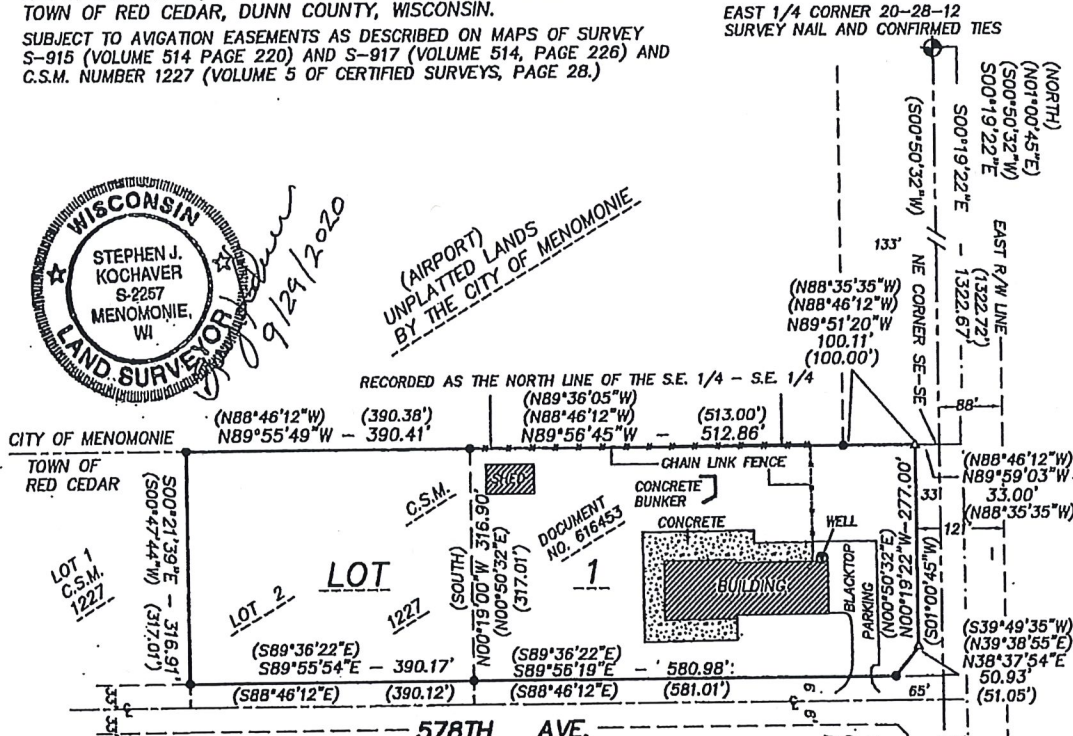 TOWN OF RED CEDAR, DUNN COUNTY, WISCONSIN.
SUBJECT TO AVIGATION EASEMENTS AS DESCRIBED ON MAPS OF SURVEY
S-915 (VOLUME 514 PAGE 220) AND S-917 (VOLUME 514, PAGE 226) AND
C.S.M. NUMBER 1227 (VOLUME 5 OF CERTIFIED SURVEYS, PAGE 28.)
EAST 1/4 CORNER 20-28-12
SURVEY NAIL AND CONFIRMED TIES
(NORTH)
(N01°00'45"E)
(S00°50'32"W)
S00°19'22"E
S00°19'22"E - 1322.67'
(1322.72')
(S00°50'32"W)
EAST R/W LINE
NE CORNER SE-SE
133'
WISCONSIN
STEPHEN J.
KOCHAVER
S-2257
MENOMONIE,
WI
LAND SURVEYOR
9/29/2020
(AIRPORT)
UNPLATTED LANDS
BY THE CITY OF MENOMONIE
(N88°35'35"W)
(N88°46'12"W)
N89°51'20"W
100.11'
(100.00')
RECORDED AS THE NORTH LINE OF THE S.E. 1/4 - S.E. 1/4
(N88°46'12"W) (390.38')
N89°55'49"W - 390.41'
(N89°36'05"W)
(N88°46'12"W) (513.00')
N89°56'45"W - 512.86'
88'
CITY OF MENOMONIE
TOWN OF
RED CEDAR
CHAIN LINK FENCE
SHED
CONCRETE
BUNKER
CONCRETE
WELL
BUILDING
BLACKTOP
PARKING
C.S.M.
DOCUMENT
NO. 616453
(N88°46'12"W)
N89°59'03"W
33.00'
(N88°35'35"W)
33'
12'
LOT 1
C.S.M.
1227
S00°21'39"E - 316.91'
(S00°47'44"W) (317.01')
LOT
1
LOT 2
1227
(SOUTH)
N00°19'00"W 316.90'
(N00°50'32"E)
(317.01')
(N00°50'32"E)
N00°19'22"W-277.00'
(S01°00'45"W)
(S39°49'35"W)
(N39°38'55"E)
N38°37'54"E
50.93'
(51.05')
(S89°36'22"E)
S89°55'54"E - 390.17'
(S88°46'12"E) (390.12')
(S89°36'22"E)
S89°56'19"E - 580.98'
(S88°46'12"E) (581.01')
65'
6'
6'
33'
33'
578TH AVE.